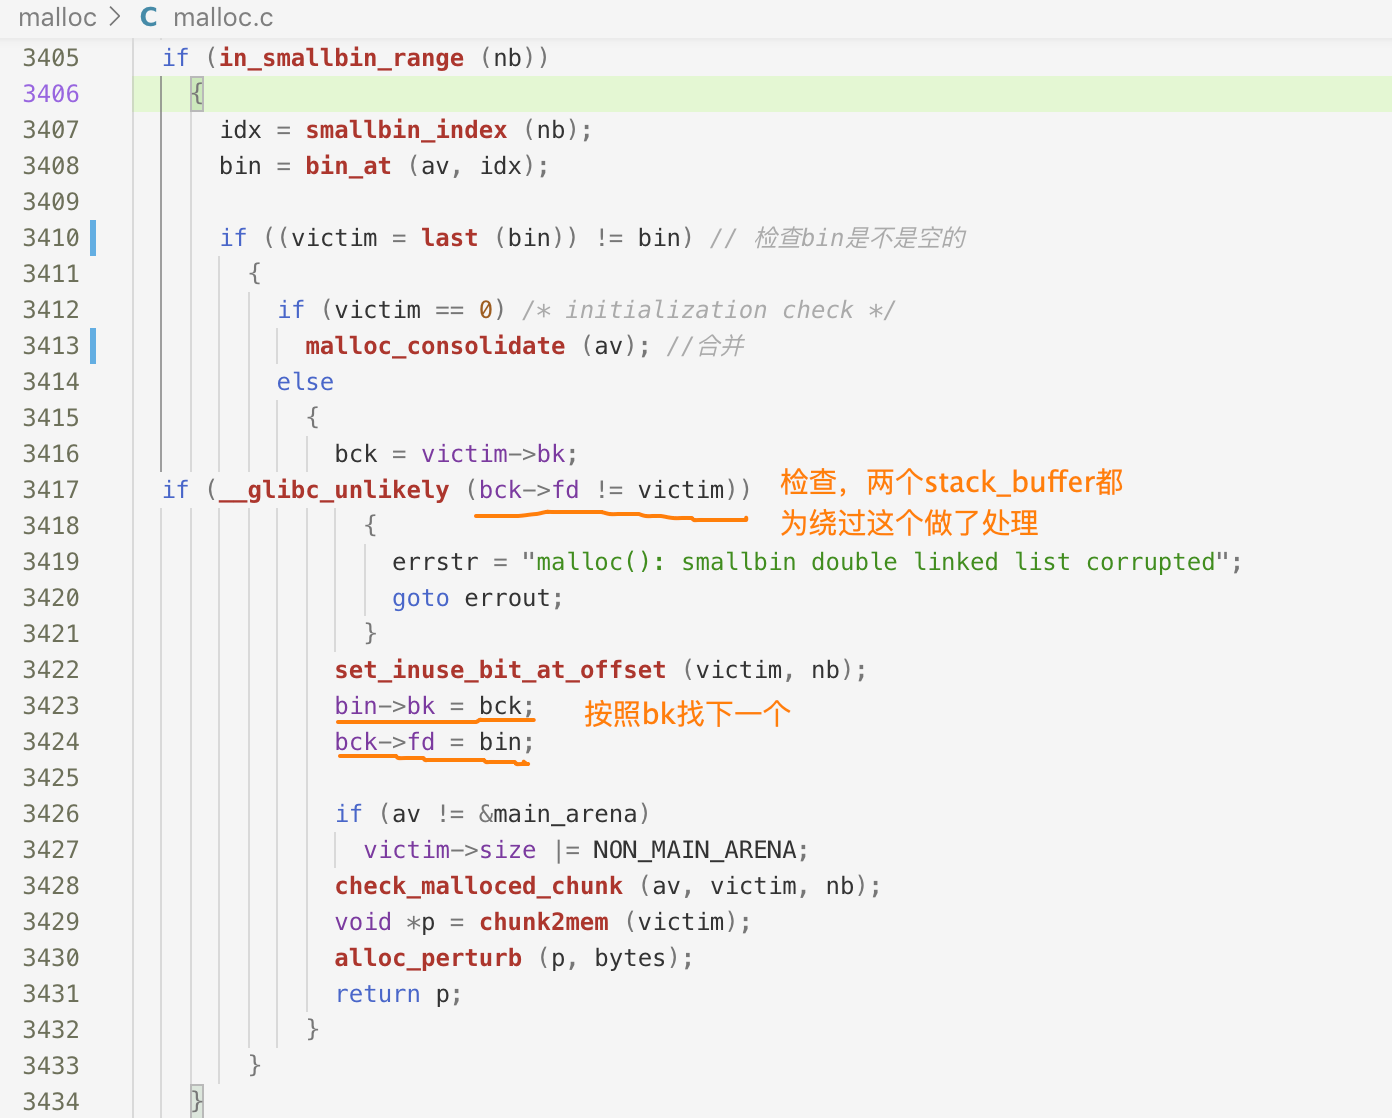 malloc > C malloc.c
3405 if (in_smallbin_range (nb))
3406 {
3407 idx = smallbin_index (nb);
3408 bin = bin_at (av, idx);
3409
3410 if ((victim = last (bin)) != bin) // 检查bin是不是空的
3411 {
3412 if (victim == 0) /* initialization check */
3413 malloc_consolidate (av); //合并
3414 else
3415 {
3416 bck = victim->bk;
3417 if (__glibc_unlikely (bck->fd != victim)) 检查，两个stack_buffer都
为绕过这个做了处理
3418 {
3419 errstr = "malloc(): smallbin double linked list corrupted";
3420 goto errout;
3421 }
3422 set_inuse_bit_at_offset (victim, nb);
3423 bin->bk = bck; 按照bk找下一个
3424 bck->fd = bin;
3425
3426 if (av != &main_arena)
3427 victim->size |= NON_MAIN_ARENA;
3428 check_malloced_chunk (av, victim, nb);
3429 void *p = chunk2mem (victim);
3430 alloc_perturb (p, bytes);
3431 return p;
3432 }
3433 }
3434 }